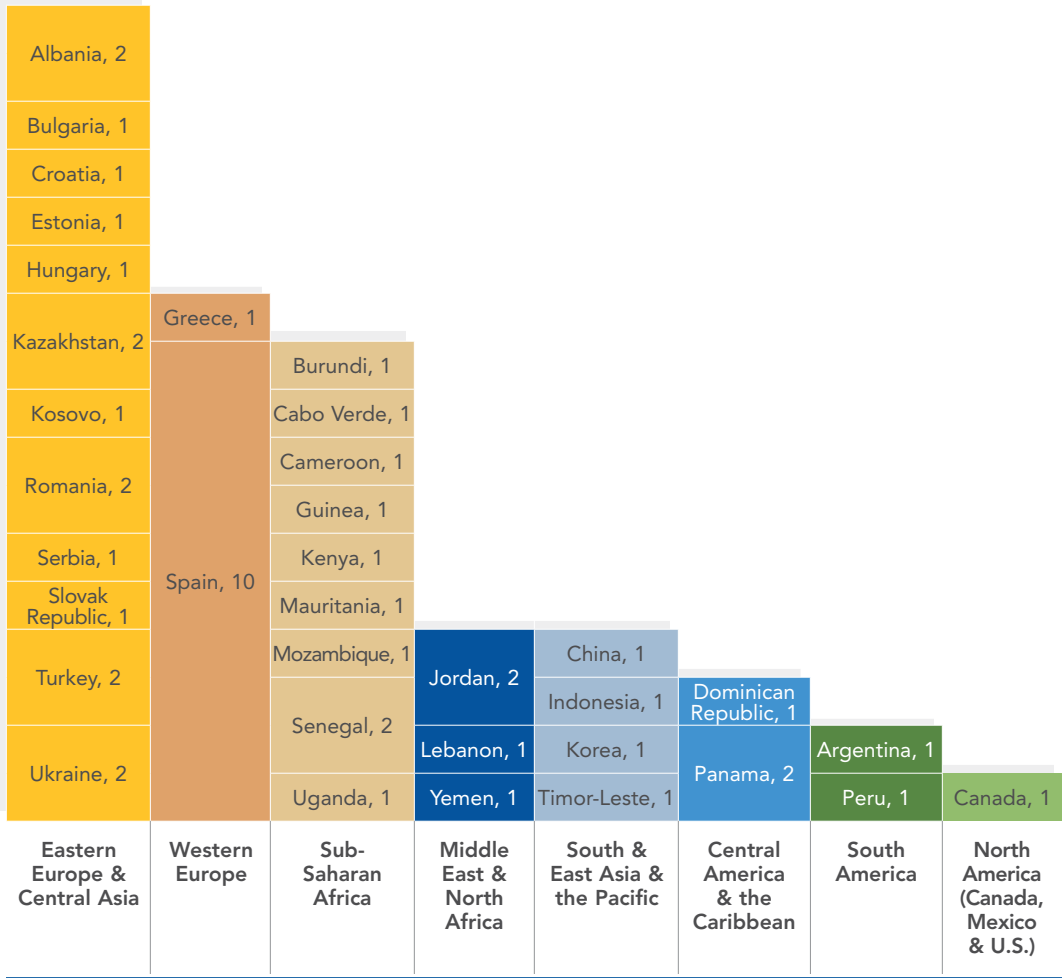 Albania, 2
Bulgaria, 1
Croatia, 1
Estonia, 1
Hungary, 1
Kazakhstan, 2
Kosovo, 1
Romania, 2
Serbia, 1
Slovak
Republic, 1
Turkey, 2
Ukraine, 2
Eastern
Europe &
Central Asia
Greece, 1
Spain, 10
Western
Europe
Burundi, 1
Cabo Verde, 1
Cameroon, 1
Guinea, 1
Kenya, 1
Mauritania, 1
Mozambique, 1
Senegal, 2
Uganda, 1
Sub-
Saharan
Africa
Jordan, 2
Lebanon, 1
Yemen, 1
Middle
East &
North
Africa
China, 1
Indonesia, 1
Korea, 1
Timor-Leste, 1
South &
East Asia &
the Pacific
Dominican
Republic, 1
Panama, 2
Central
America
& the
Caribbean
Argentina, 1
Peru, 1
South
America
Canada, 1
North
America
(Canada,
Mexico
& U.S.)